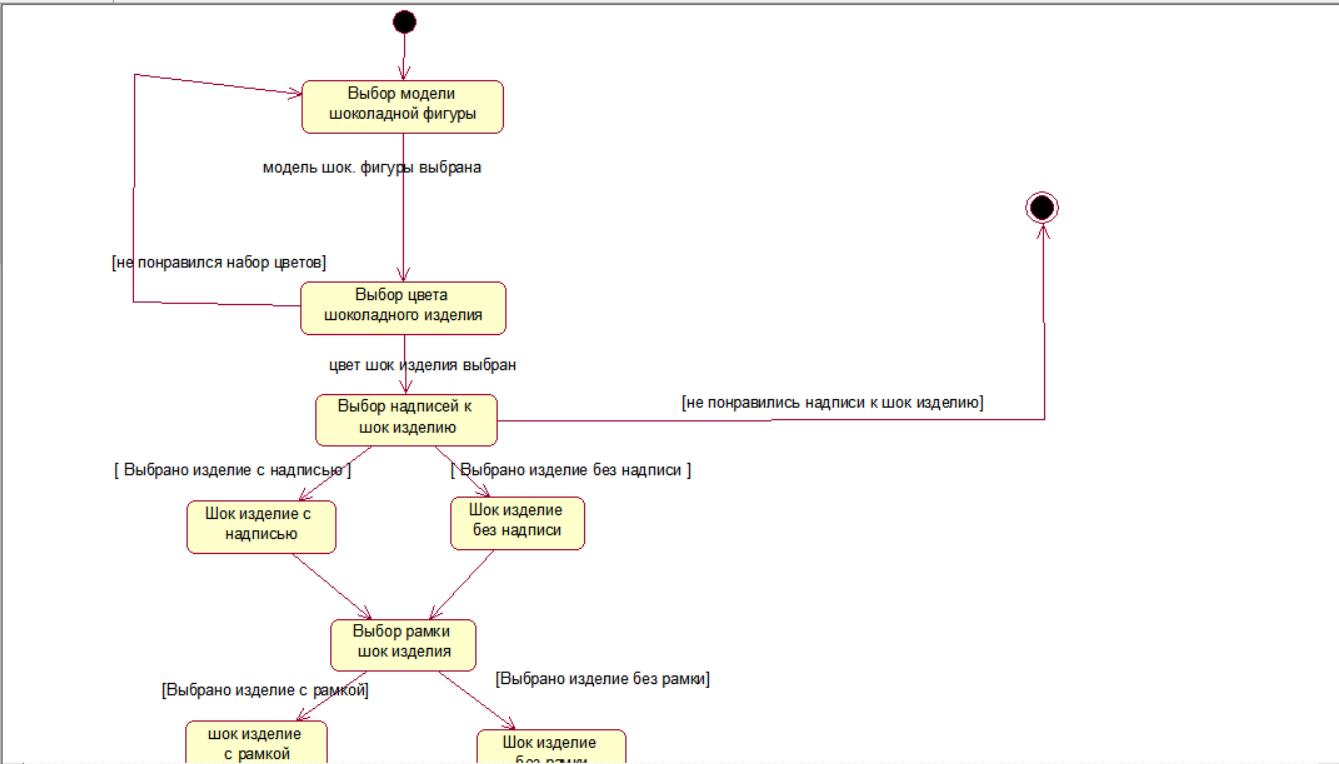 Выбор модели
шоколадной фигуры
модель шок. фигуры выбрана
[не понравился набор цветов]
Выбор цвета
шоколадного изделия
цвет шок изделия выбран
Выбор надписей к
шок изделию
[не понравились надписи к шок изделию]
[ Выбрано изделие с надписью ]
[ Выбрано изделие без надписи ]
Шок изделие с
надписью
Шок изделие
без надписи
Выбор рамки
шок изделия
[Выбрано изделие с рамкой]
[Выбрано изделие без рамки]
шок изделие
с рамкой
Шок изделие
без рамки